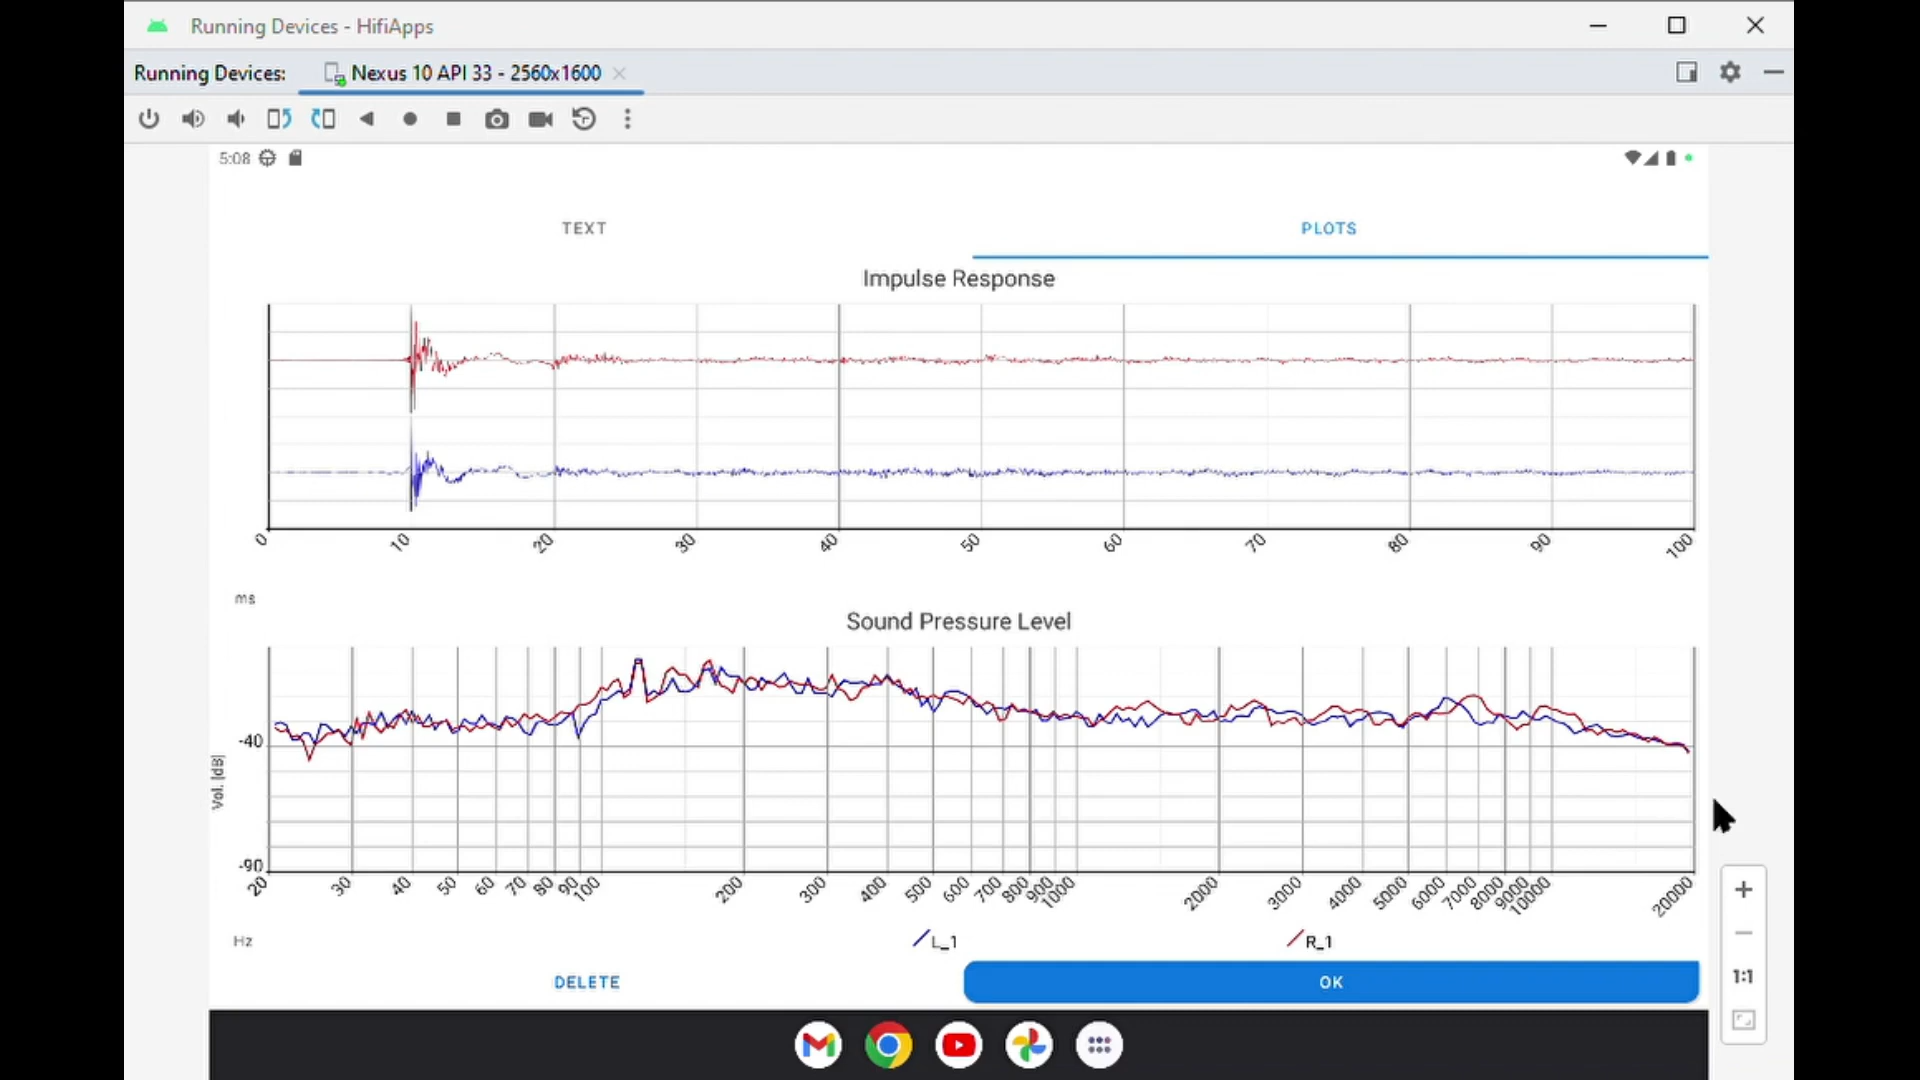 Running Devices - HifiApps
Running Devices: Nexus 10 API 33 - 2560x1600
5:08
TEXT PLOTS
Impulse Response
0 10 20 30 40 50 60 70 80 90 100
ms
Sound Pressure Level
-40
Vol. [dB]
-90
20 30 40 50 60 70 80 90 100 200 300 400 500 600 700 800 900 1000 2000 3000 4000 5000 6000 7000 8000 9000 10000 20000
Hz L_1 R_1
DELETE OK
1:1